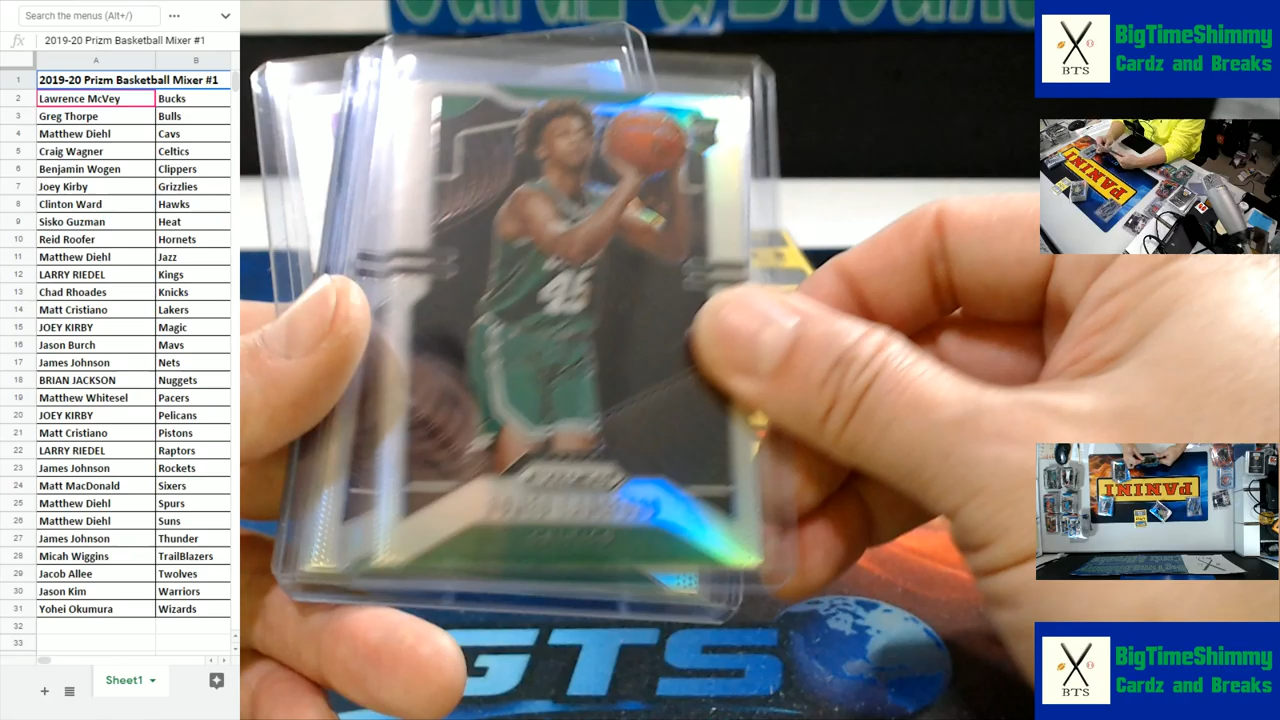 Search the menus (Alt+/)
fx 2019-20 Prizm Basketball Mixer #1
A B
1 2019-20 Prizm Basketball Mixer #1
2 Lawrence McVey Bucks
3 Greg Thorpe Bulls
4 Matthew Diehl Cavs
5 Craig Wagner Celtics
6 Benjamin Wogen Clippers
7 Joey Kirby Grizzlies
8 Clinton Ward Hawks
9 Sisko Guzman Heat
10 Reid Roofer Hornets
11 Matthew Diehl Jazz
12 LARRY RIEDEL Kings
13 Chad Rhoades Knicks
14 Matt Cristiano Lakers
15 JOEY KIRBY Magic
16 Jason Burch Mavs
17 James Johnson Nets
18 BRIAN JACKSON Nuggets
19 Matthew Whitesel Pacers
20 JOEY KIRBY Pelicans
21 Matt Cristiano Pistons
22 LARRY RIEDEL Raptors
23 James Johnson Rockets
24 Matt MacDonald Sixers
25 Matthew Diehl Spurs
26 Matthew Diehl Suns
27 James Johnson Thunder
28 Micah Wiggins TrailBlazers
29 Jacob Allee Twolves
30 Jason Kim Warriors
31 Yohei Okumura Wizards
32
33
Sheet1
45
GTS
BTS
BigTimeShimmy
Cardz and Breaks
PANINI
PANINI
BTS
BigTimeShimmy
Cardz and Breaks